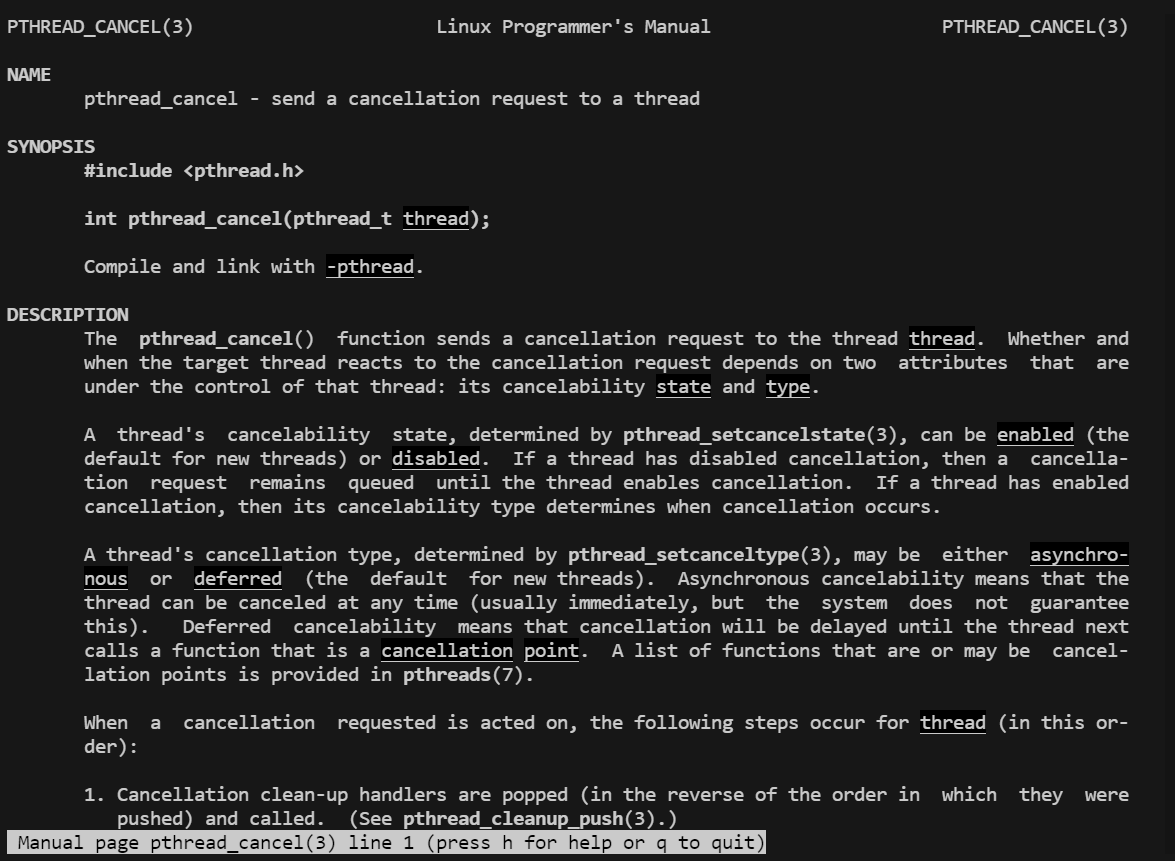 PTHREAD_CANCEL(3) Linux Programmer's Manual PTHREAD_CANCEL(3)
NAME
pthread_cancel - send a cancellation request to a thread
SYNOPSIS
#include <pthread.h>
int pthread_cancel(pthread_t thread);
Compile and link with -pthread.
DESCRIPTION
The pthread_cancel() function sends a cancellation request to the thread thread. Whether and
when the target thread reacts to the cancellation request depends on two attributes that are
under the control of that thread: its cancelability state and type.
A thread's cancelability state, determined by pthread_setcancelstate(3), can be enabled (the
default for new threads) or disabled. If a thread has disabled cancellation, then a cancella-
tion request remains queued until the thread enables cancellation. If a thread has enabled
cancellation, then its cancelability type determines when cancellation occurs.
A thread's cancellation type, determined by pthread_setcanceltype(3), may be either asynchro-
nous or deferred (the default for new threads). Asynchronous cancelability means that the
thread can be canceled at any time (usually immediately, but the system does not guarantee
this). Deferred cancelability means that cancellation will be delayed until the thread next
calls a function that is a cancellation point. A list of functions that are or may be cancel-
lation points is provided in pthreads(7).
When a cancellation requested is acted on, the following steps occur for thread (in this or-
der):
1. Cancellation clean-up handlers are popped (in the reverse of the order in which they were
pushed) and called. (See pthread_cleanup_push(3).)
Manual page pthread_cancel(3) line 1 (press h for help or q to quit)